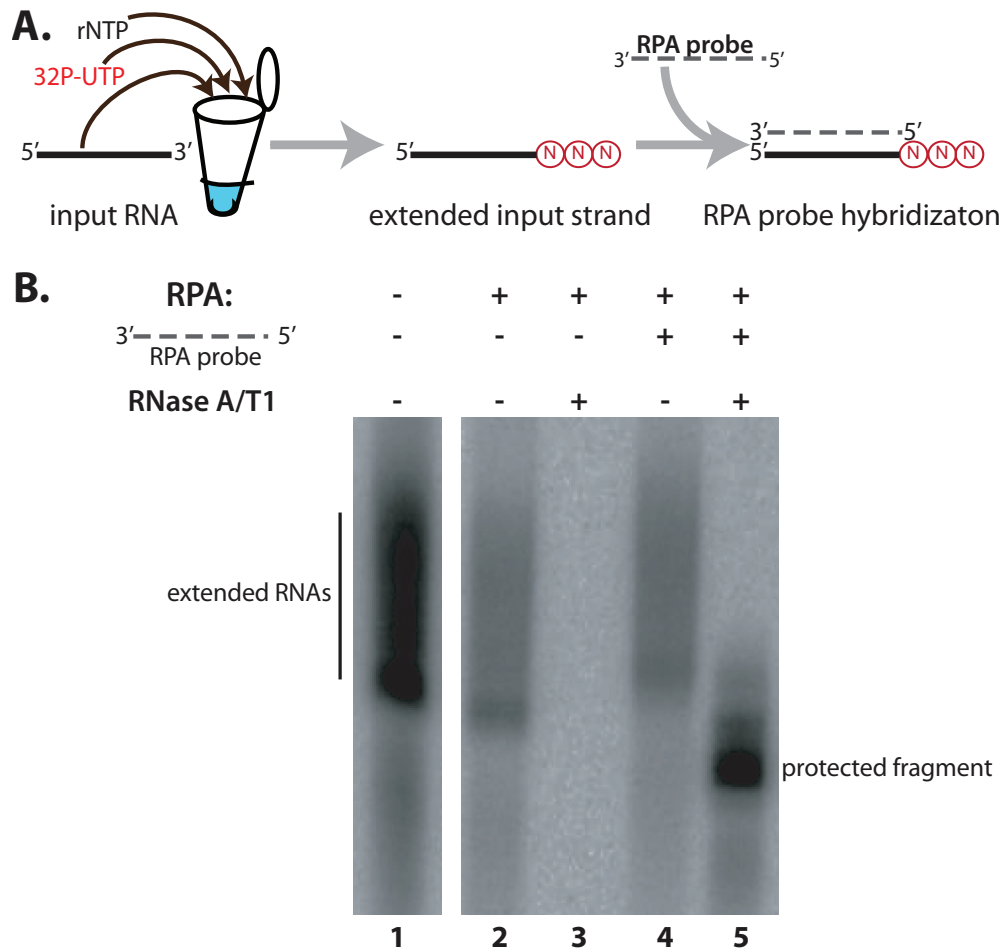 A.
rNTP
32P-UTP
5’ 3’
input RNA
5’ N N N
extended input strand
RPA probe
3’ 5’
3’ 5’
5’ N N N
RPA probe hybridizaton
B.
RPA: - + + + +
3’ 5’ - - - + +
RPA probe
RNase A/T1 - - + - +
extended RNAs
protected fragment
1 2 3 4 5